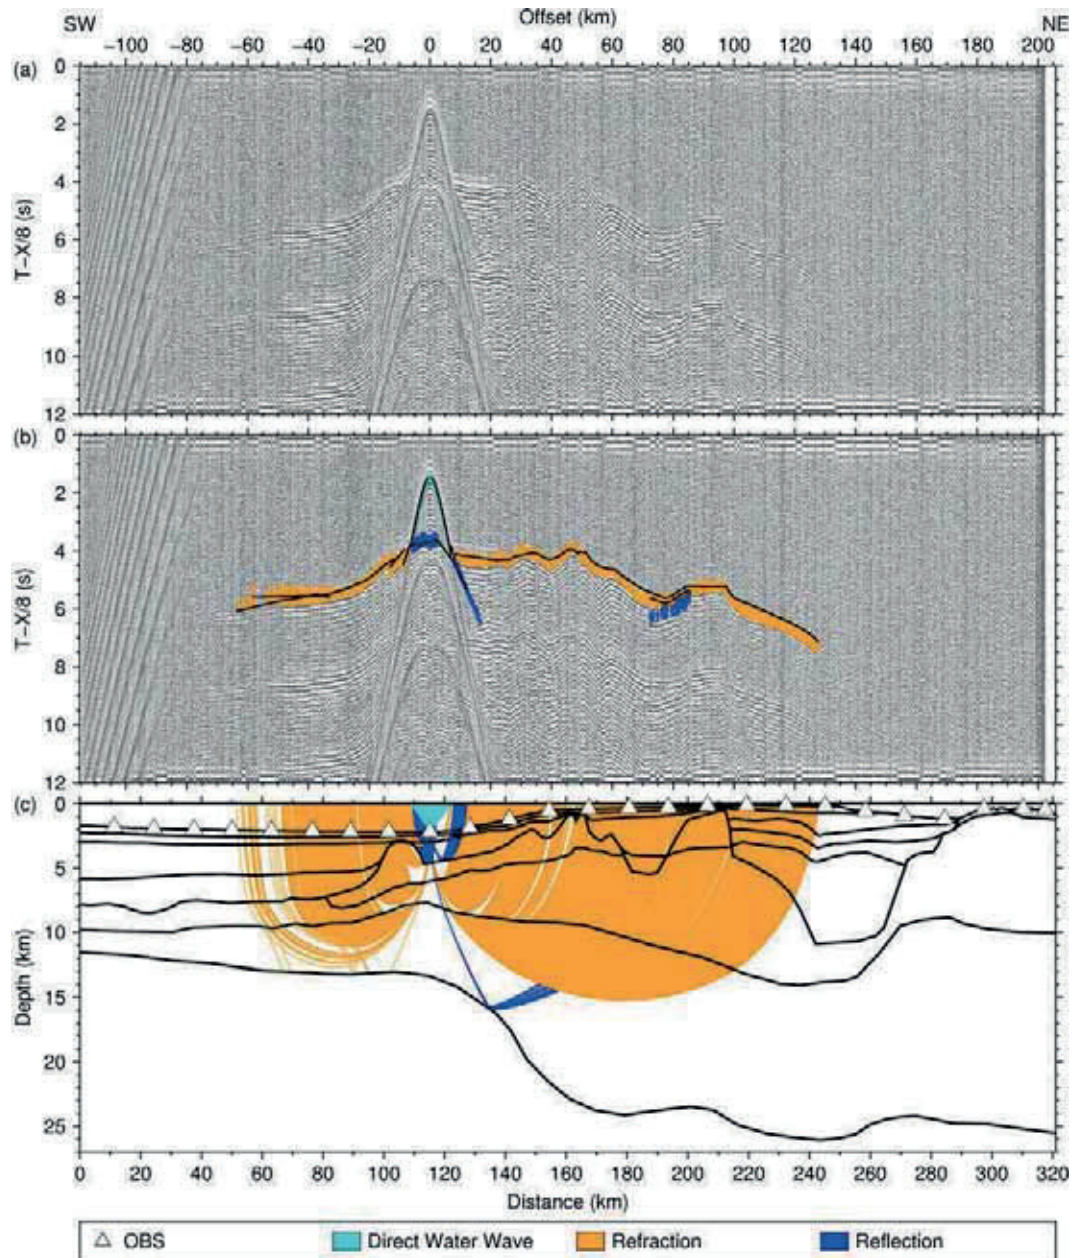 SW Offset (km) NE
−100 −80 −60 −40 −20 0 20 40 60 80 100 120 140 160 180 200
(a)
0
2
4
6
8
10
12
T−X/8 (s)
(b)
0
2
4
6
8
10
12
T−X/8 (s)
(c)
0
5
10
15
20
25
Depth (km)
0 20 40 60 80 100 120 140 160 180 200 220 240 260 280 300 320
Distance (km)
OBS Direct Water Wave Refraction Reflection